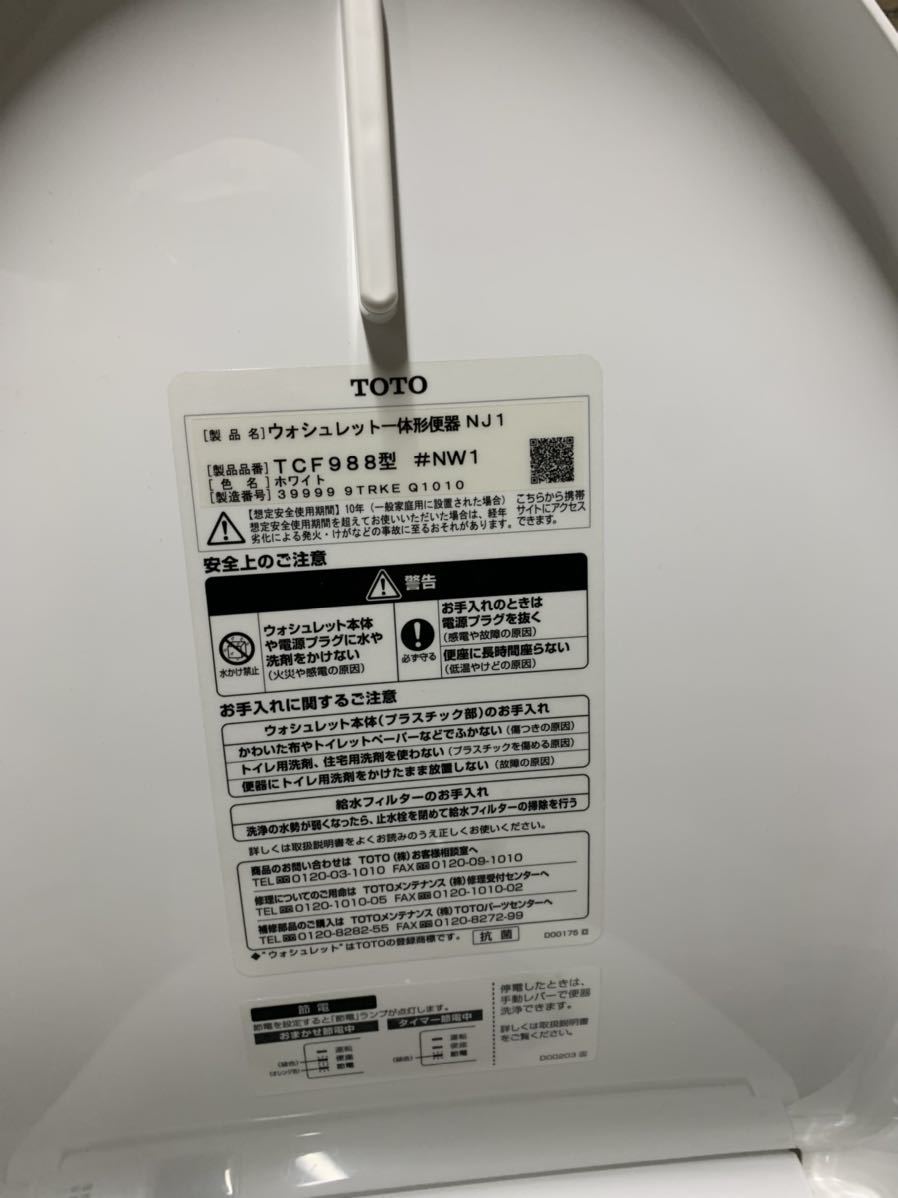 TOTO
[製 品 名]ウォシュレット一体形便器 NJ1
[製品品番] TCF988型 #NW1
[色 名] ホワイト
[製造番号] 39999 9TRKE Q1010
【想定安全使用期間】10年（一般家庭用に設置された場合）
想定安全使用期間を超えてお使いいただいた場合は、経年
劣化による発火・けがなどの事故に至るおそれがあります。
こちらから携帯
サイトにアクセス
できます。
安全上のご注意
警告
水かけ禁止
ウォシュレット本体
や電源プラグに水や
洗剤をかけない
(火災や感電の原因)
必ず守る
お手入れのときは
電源プラグを抜く
(感電や故障の原因)
便座に長時間座らない
(低温やけどの原因)
お手入れに関するご注意
ウォシュレット本体(プラスチック部)のお手入れ
かわいた布やトイレットペーパーなどでふかない (傷つきの原因)
トイレ用洗剤、住宅用洗剤を使わない (プラスチックを傷める原因)
便器にトイレ用洗剤をかけたまま放置しない (故障の原因)
給水フィルターのお手入れ
洗浄の水勢が弱くなったら、止水栓を閉めて給水フィルターの掃除を行う
詳しくは取扱説明書をよくお読みのうえ正しくお使いください。
商品のお問い合わせは TOTO (株)お客様相談室へ
TEL 0120-03-1010 FAX 0120-09-1010
修理についてのご用命は TOTOメンテナンス (株)修理受付センターへ
TEL 0120-1010-05 FAX 0120-1010-02
補修部品のご購入は TOTOメンテナンス (株)TOTOパーツセンターへ
TEL 0120-8282-55 FAX 0120-8272-99
◆"ウォシュレット"はTOTOの登録商標です。 抗菌 D00175
節電
節電を設定すると「節電」ランプが点灯します。
おまかせ節電中
運転
便座
節電
(緑色)
(オレンジ色)
タイマー節電中
運転
便座
節電
(緑色)
停電したときは、
手動レバーで便器
洗浄できます。
詳しくは取扱説明書
をご覧ください。
D00203